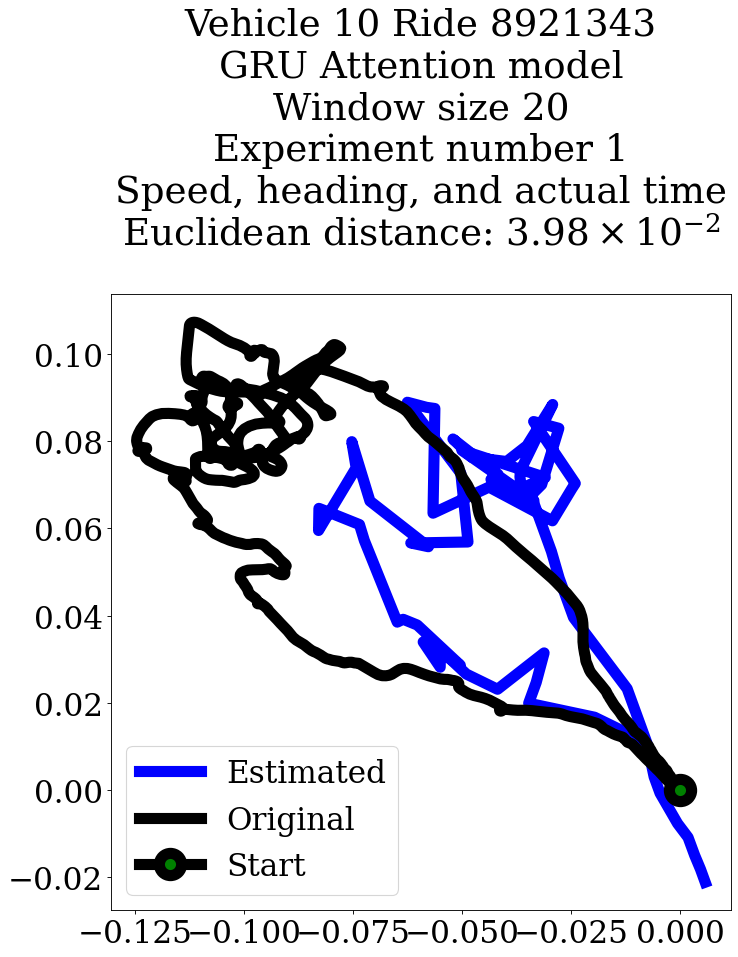 Vehicle 10 Ride 8921343
GRU Attention model
Window size 20
Experiment number 1
Speed, heading, and actual time
Euclidean distance: 3.98 × 10⁻²
0.10
0.08
0.06
0.04
0.02
0.00
−0.02
Estimated
Original
Start
−0.125 −0.100 −0.075 −0.050 −0.025 0.000